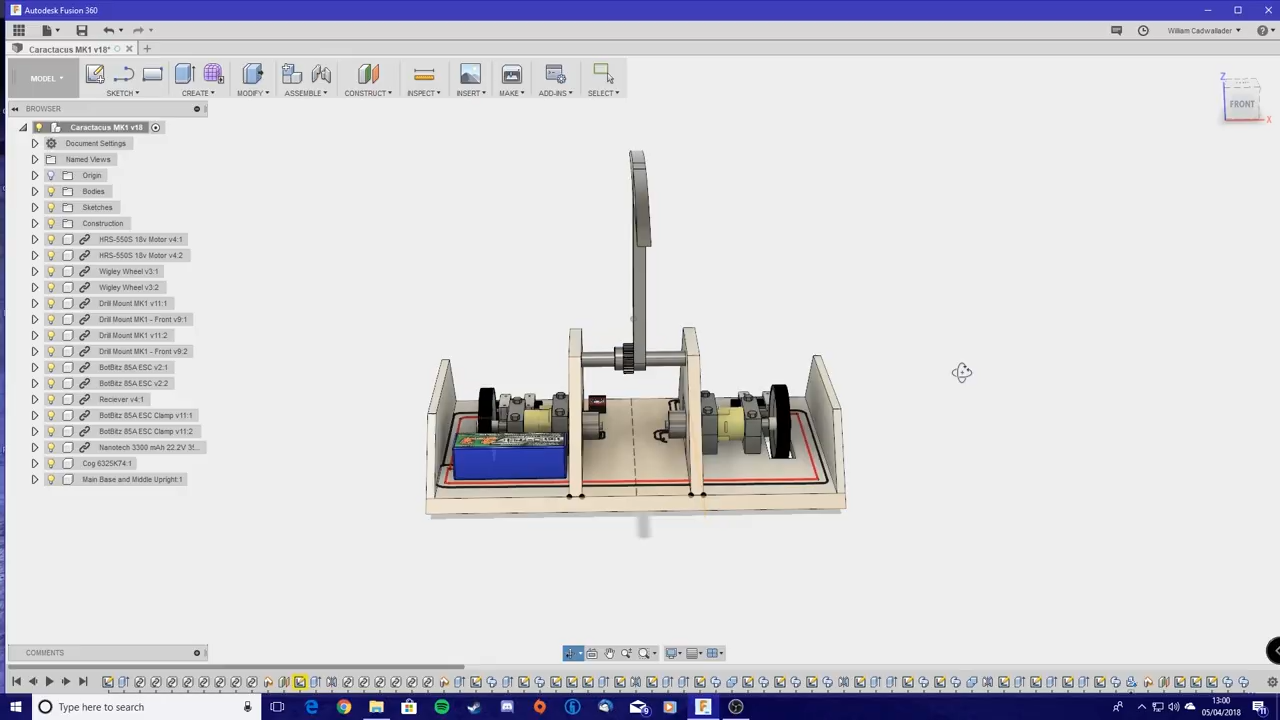 Autodesk Fusion 360
William Cadwallader
Caractacus MK1 v18*
MODEL
SKETCH
CREATE
MODIFY
ASSEMBLE
CONSTRUCT
INSPECT
INSERT
MAKE
ADD-INS
SELECT
Z
FRONT
X
BROWSER
Caractacus MK1 v18
Document Settings
Named Views
Origin
Bodies
Sketches
Construction
HRS-550S 18v Motor v4:1
HRS-550S 18v Motor v4:2
Wigley Wheel v3:1
Wigley Wheel v3:2
Drill Mount MK1 v11:1
Drill Mount MK1 - Front v9:1
Drill Mount MK1 v11:2
Drill Mount MK1 - Front v9:2
BotBitz 85A ESC v2:1
BotBitz 85A ESC v2:2
Reciever v4:1
BotBitz 85A ESC Clamp v11:1
BotBitz 85A ESC Clamp v11:2
Nanotech 3300 mAh 22.2V 3!...
Cog 6325K74:1
Main Base and Middle Upright:1
COMMENTS
Type here to search
13:00
05/04/2018